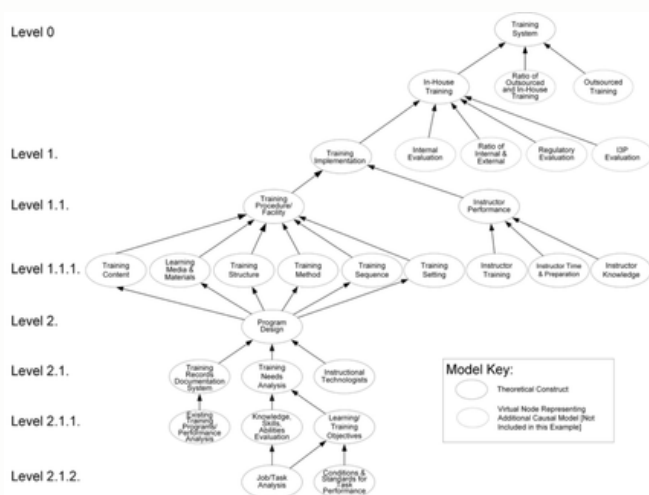 Level 0
Training
System
In-House
Training
Ratio of
Outsourced
and In-House
Training
Outsourced
Training
Level 1.
Training
Implementation
Internal
Evaluation
Ratio of
Internal &
External
Regulatory
Evaluation
I3P
Evaluation
Level 1.1.
Training
Procedure/
Facility
Instructor
Performance
Level 1.1.1.
Training
Content
Learning
Media &
Materials
Training
Structure
Training
Method
Training
Sequence
Training
Setting
Instructor
Training
Instructor Time
& Preparation
Instructor
Knowledge
Level 2.
Program
Design
Level 2.1.
Training
Records
Documentation
System
Training
Needs
Analysis
Instructional
Technologists
Level 2.1.1.
Existing
Training
Programs/
Performance
Analysis
Knowledge,
Skills,
Abilities
Evaluation
Learning/
Training
Objectives
Level 2.1.2.
Job/Task
Analysis
Conditions &
Standards for
Task
Performance
Model Key:
Theoretical Construct
Virtual Node Representing
Additional Causal Model [Not
Included in this Example]